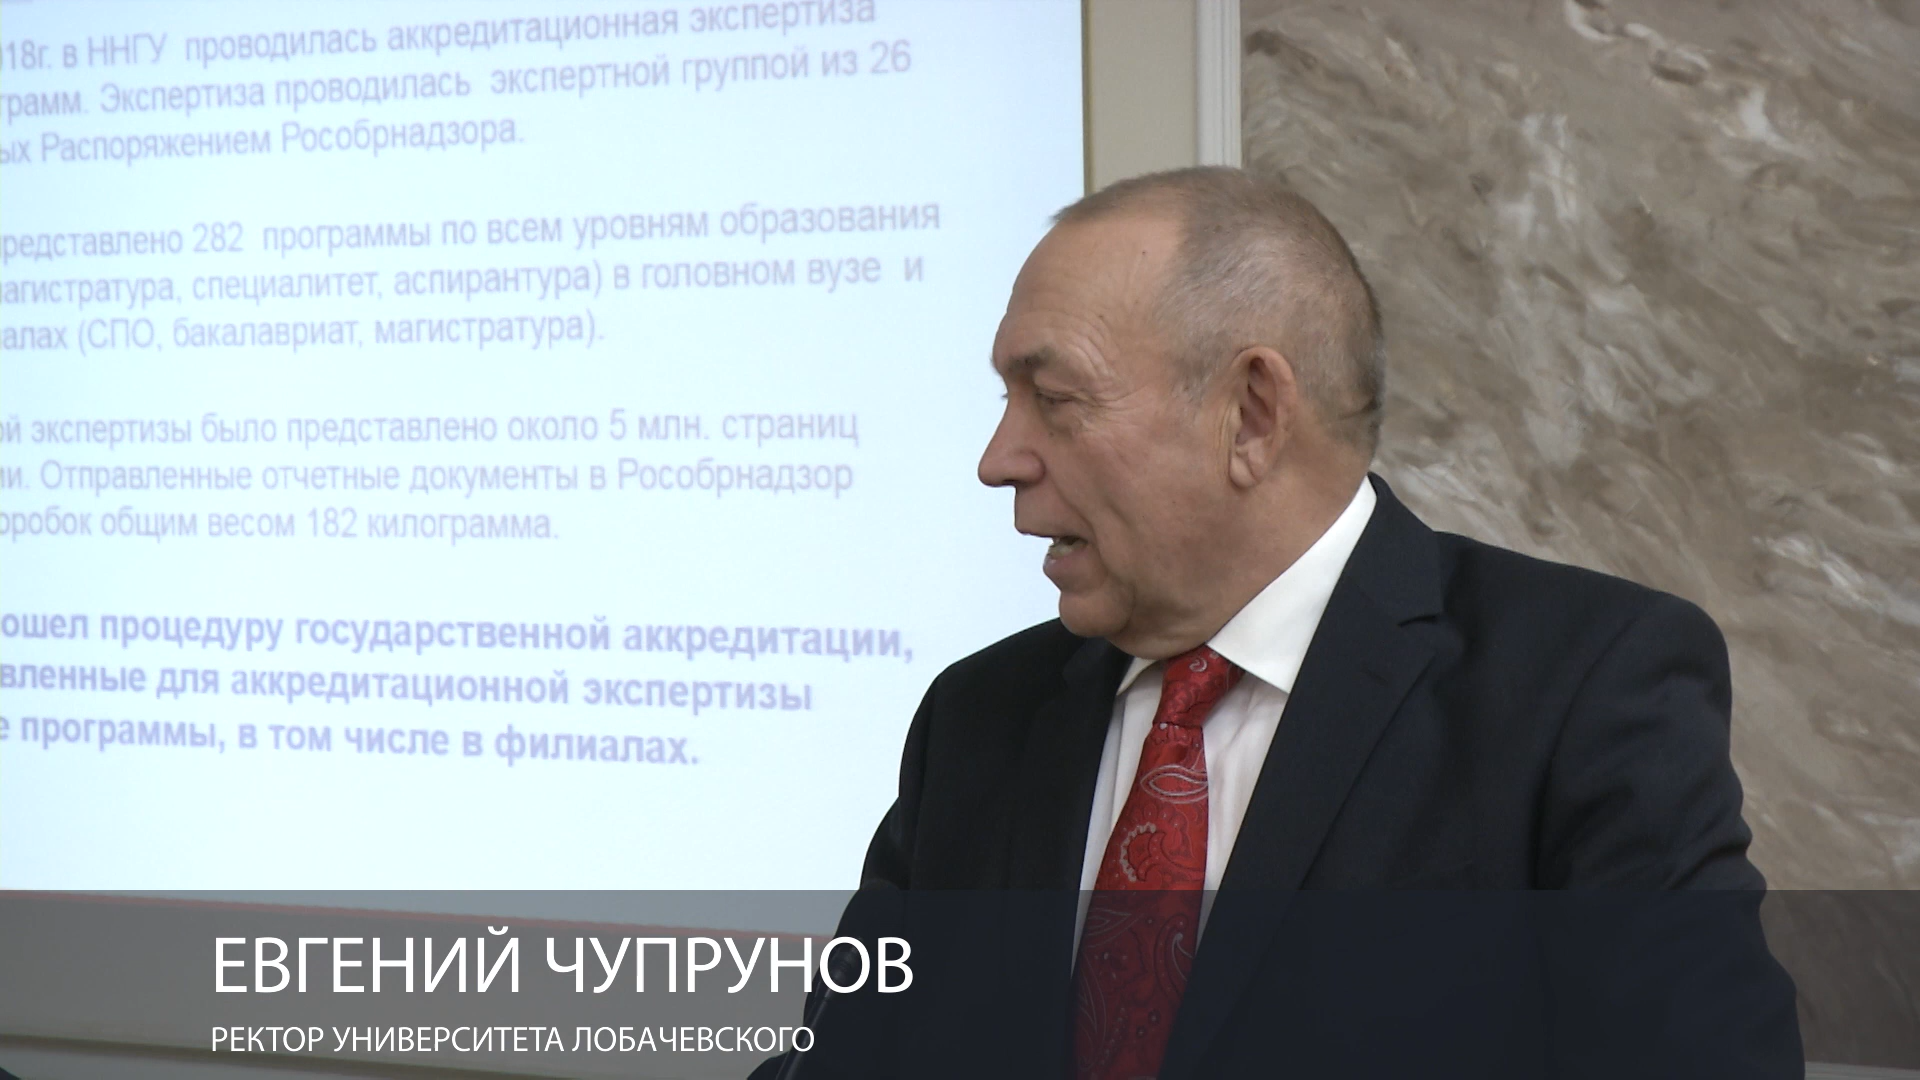 18г. в ННГУ проводилась аккредитационная экспертиза
грамм. Экспертиза проводилась экспертной группой из 26
ых Распоряжением Рособрнадзора.
редставлено 282 программы по всем уровням образования
агистратура, специалитет, аспирантура) в головном вузе и
алах (СПО, бакалавриат, магистратура).
ой экспертизы было представлено около 5 млн. страниц
ии. Отправленные отчетные документы в Рособрнадзор
оробок общим весом 182 килограмма.
ошел процедуру государственной аккредитации,
вленные для аккредитационной экспертизы
е программы, в том числе в филиалах.
ЕВГЕНИЙ ЧУПРУНОВ
РЕКТОР УНИВЕРСИТЕТА ЛОБАЧЕВСКОГО